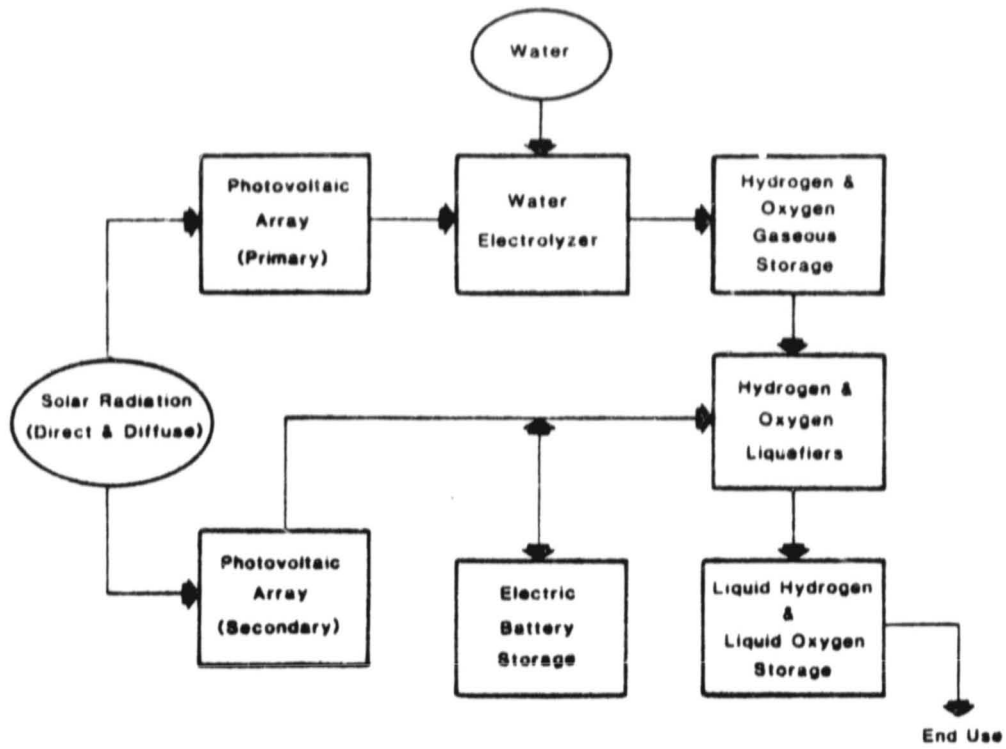 Water
Photovoltaic
Array
(Primary)
Water
Electrolyzer
Hydrogen &
Oxygen
Gaseous
Storage
Solar Radiation
(Direct & Diffuse)
Hydrogen &
Oxygen
Liquefiers
Photovoltaic
Array
(Secondary)
Electric
Battery
Storage
Liquid Hydrogen
&
Liquid Oxygen
Storage
End Use